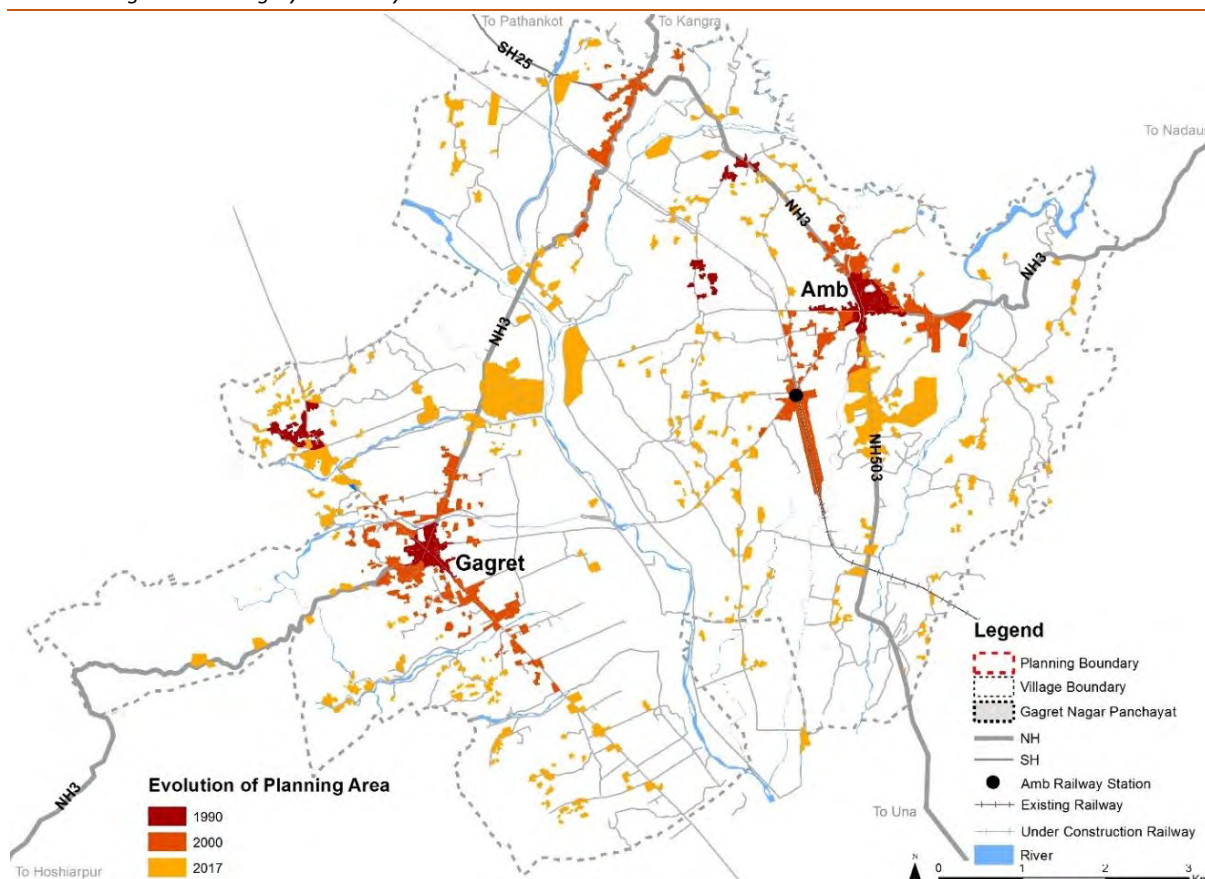 To Pathankot
To Kangra
SH25
To Nadaun
NH3
NH3
Amb
NH3
NH503
Gagret
NH3
To Hoshiarpur
To Una
Evolution of Planning Area
1990
2000
2017
Legend
Planning Boundary
Village Boundary
Gagret Nagar Panchayat
NH
SH
Amb Railway Station
Existing Railway
Under Construction Railway
River
N
0 1 2 3